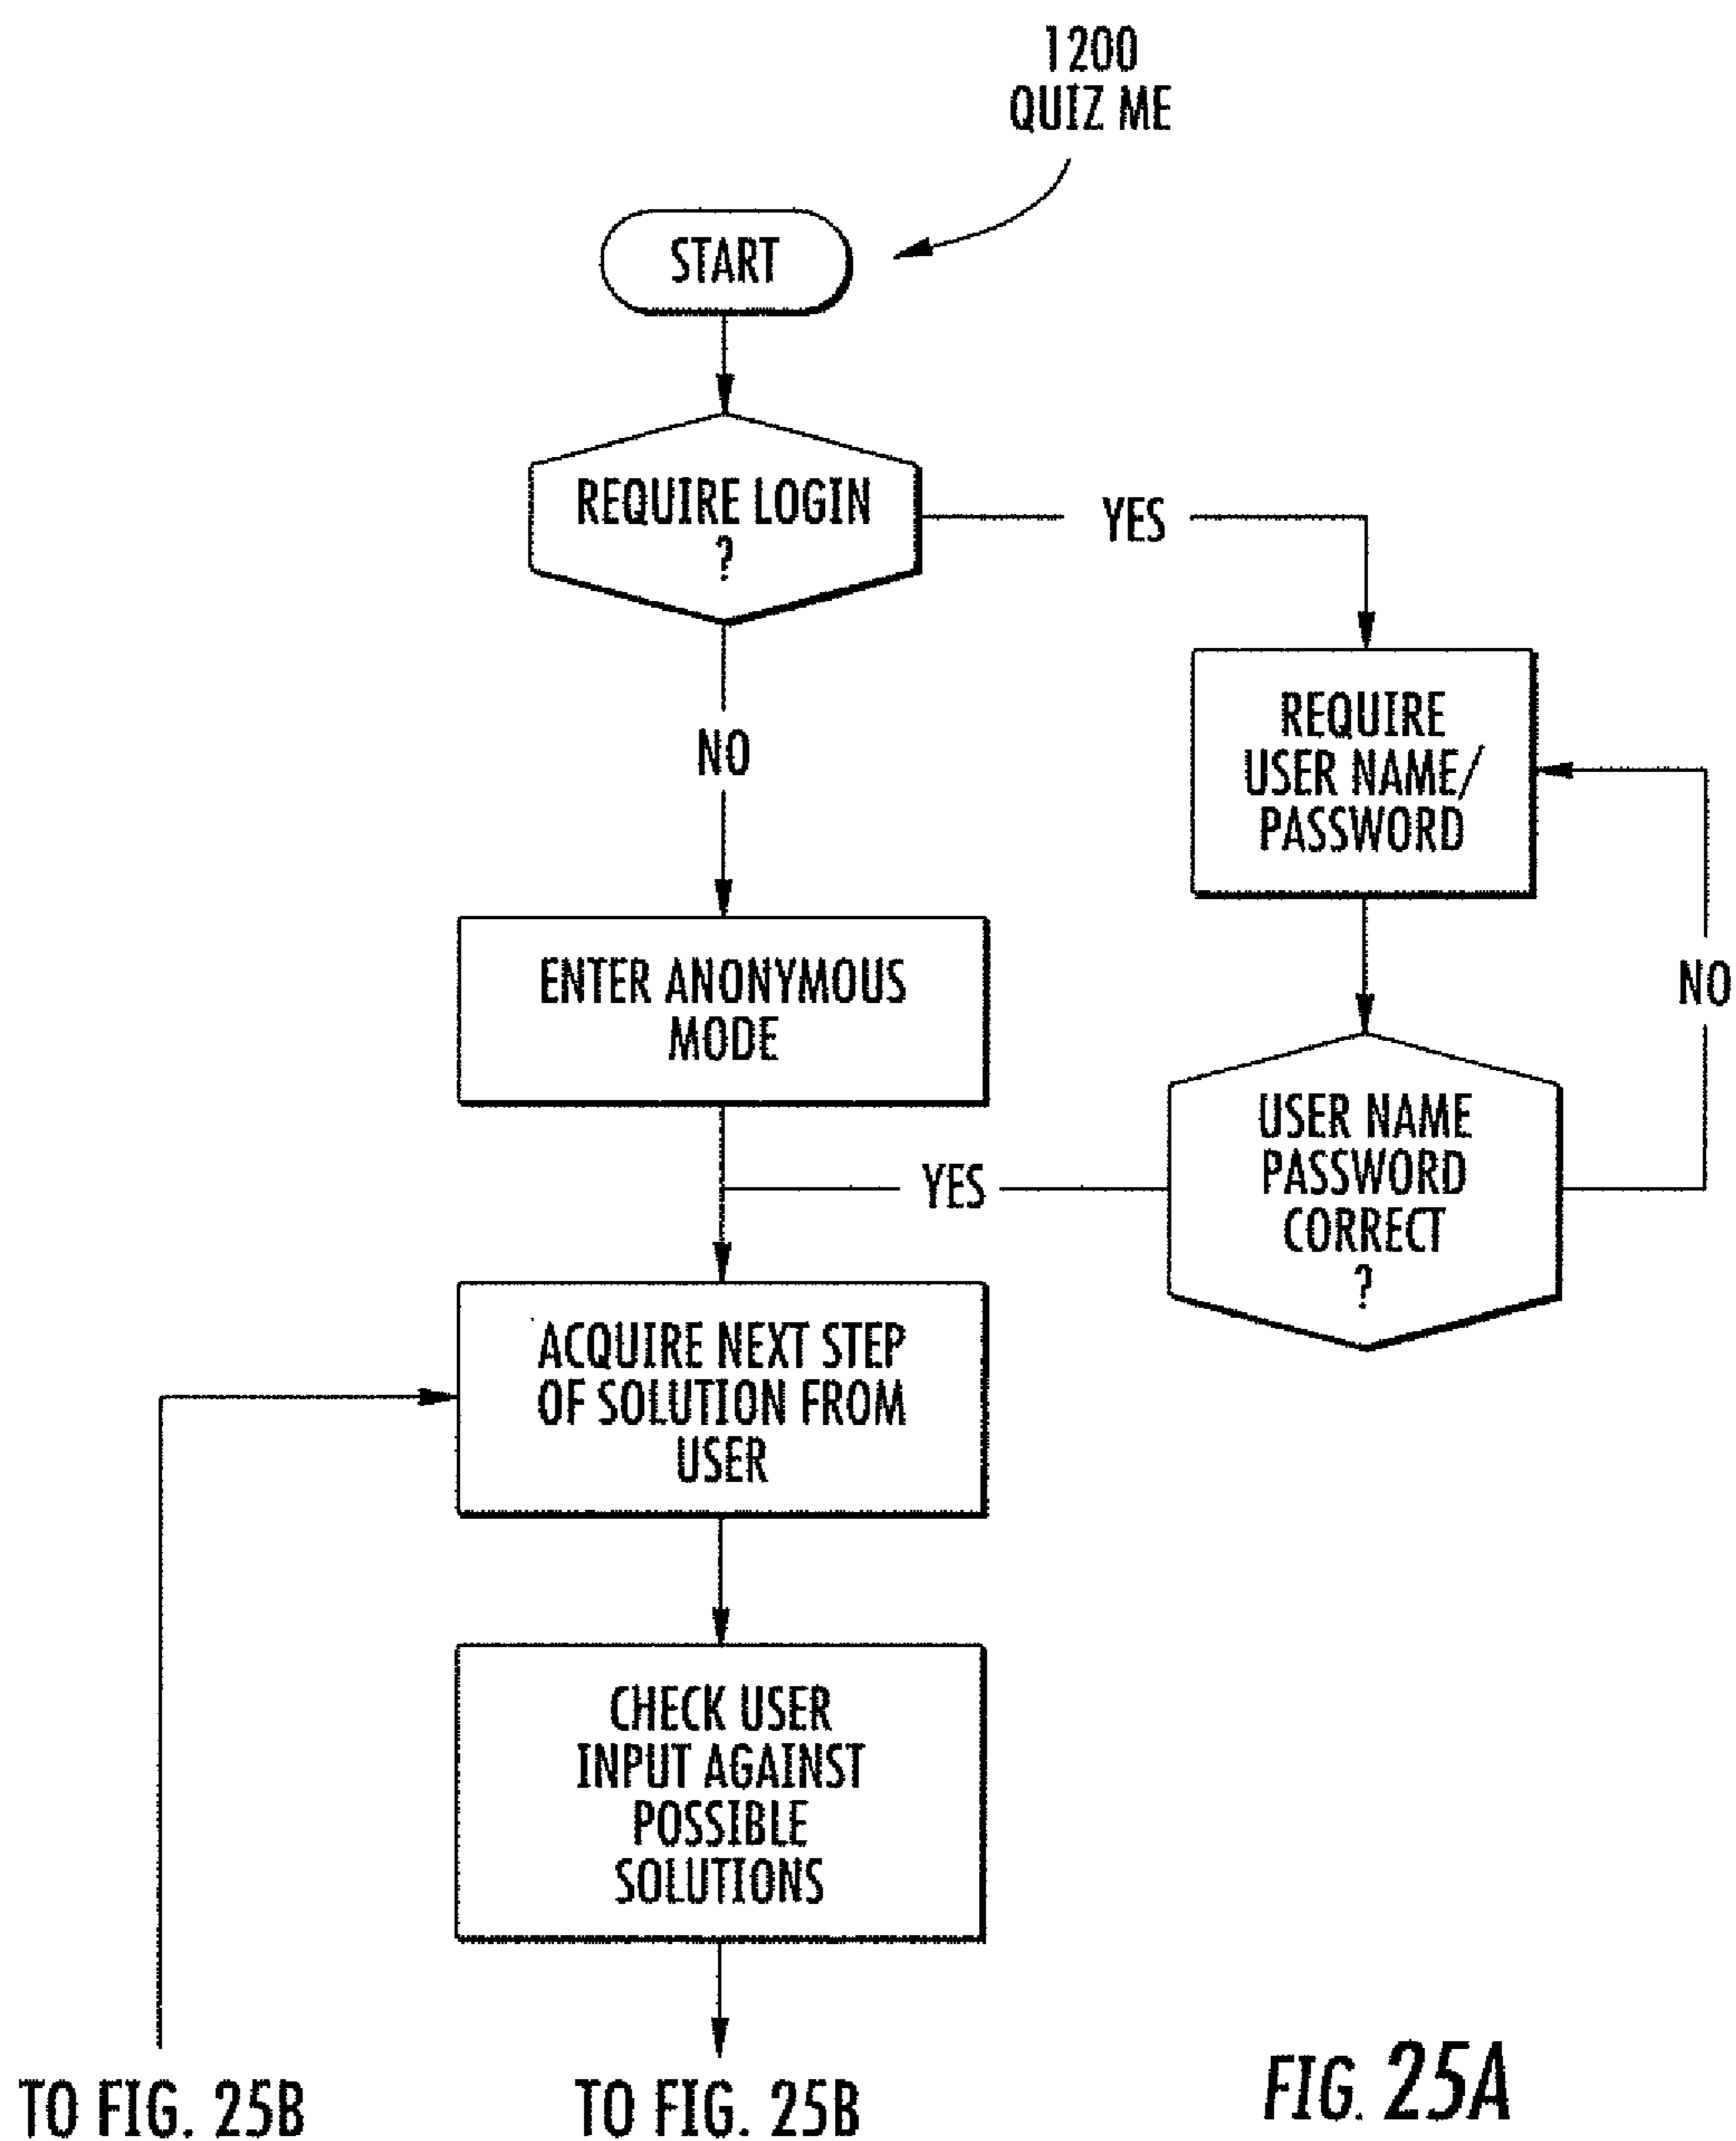 1200
QUIZ ME
START
REQUIRE LOGIN
?
YES
NO
REQUIRE
USER NAME/
PASSWORD
NO
ENTER ANONYMOUS
MODE
USER NAME
PASSWORD
CORRECT
?
YES
ACQUIRE NEXT STEP
OF SOLUTION FROM
USER
CHECK USER
INPUT AGAINST
POSSIBLE
SOLUTIONS
TO FIG. 25B
TO FIG. 25B
FIG. 25A